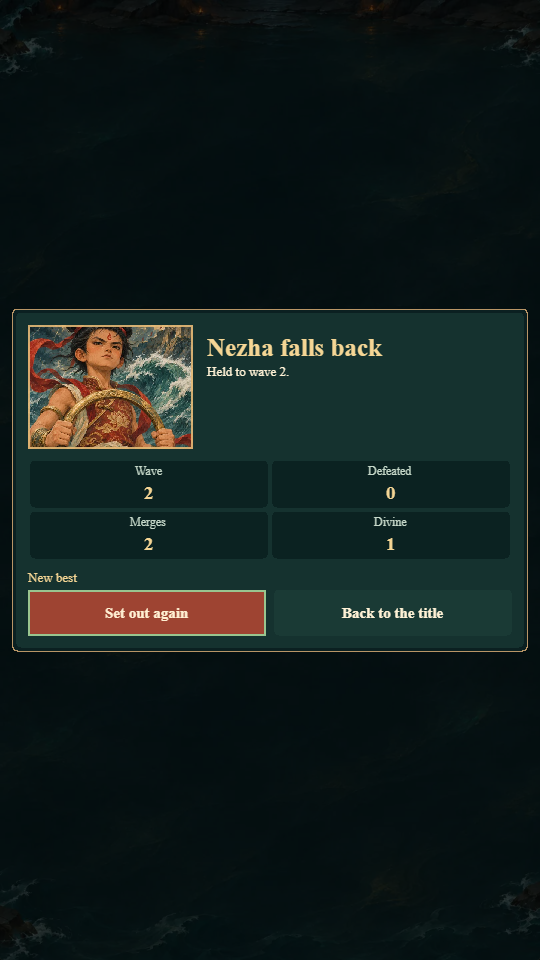 Nezha falls back
Held to wave 2.
Wave
2
Defeated
0
Merges
2
Divine
1
New best
Set out again
Back to the title